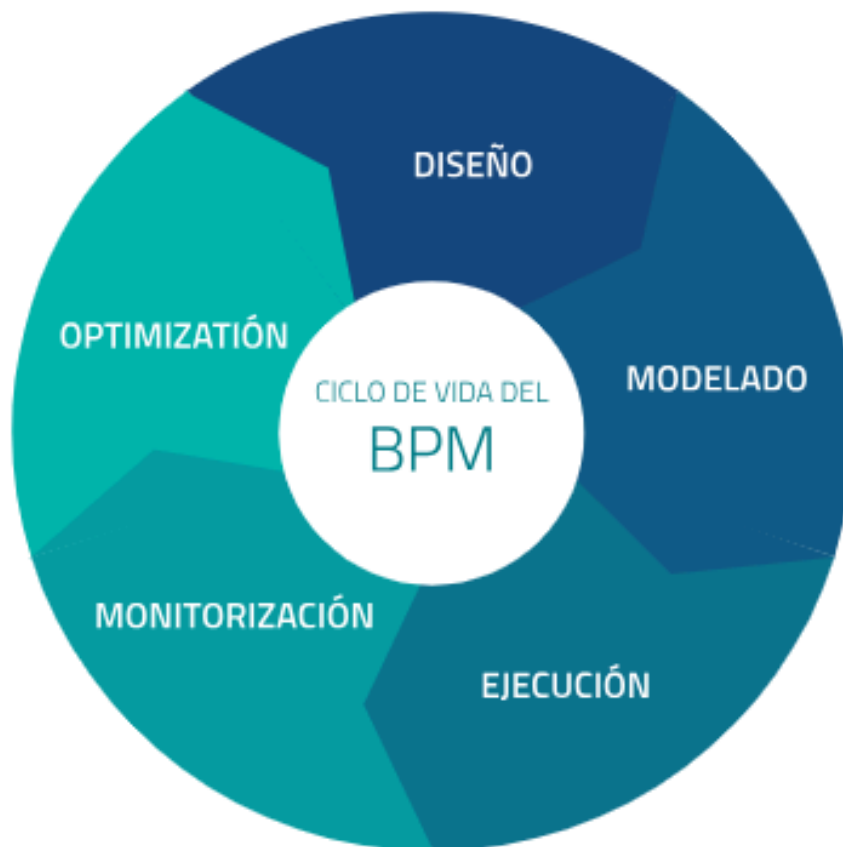 DISEÑO
MODELADO
EJECUCIÓN
MONITORIZACIÓN
OPTIMIZATIÓN
CICLO DE VIDA DEL
BPM